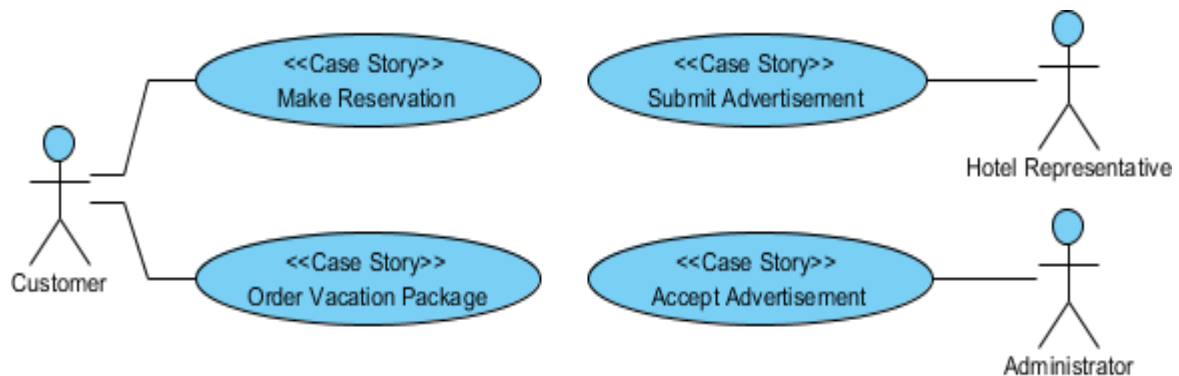 <<Case Story>>
Make Reservation
<<Case Story>>
Submit Advertisement
Hotel Representative
Customer
<<Case Story>>
Order Vacation Package
<<Case Story>>
Accept Advertisement
Administrator